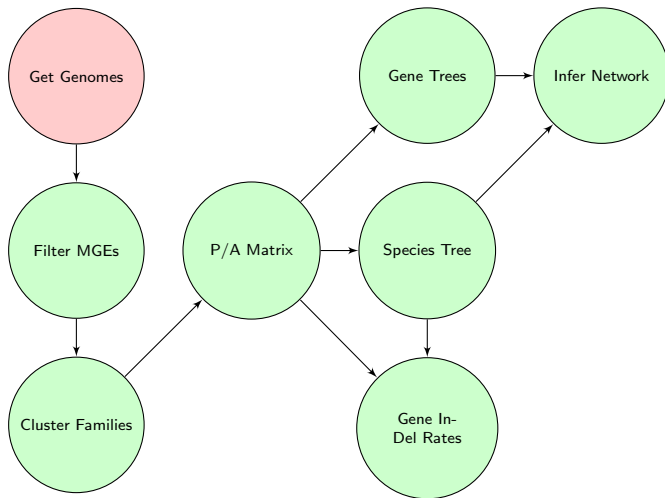 Get Genomes
Gene Trees
Infer Network
Filter MGEs
P/A Matrix
Species Tree
Cluster Families
Gene In-
Del Rates